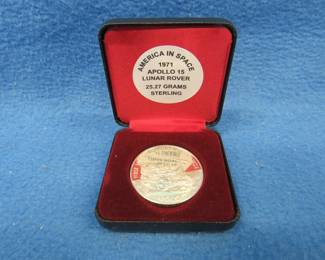 AMERICA IN SPACE
1971
APOLLO 15
LUNAR ROVER
25.27 GRAMS
STERLING